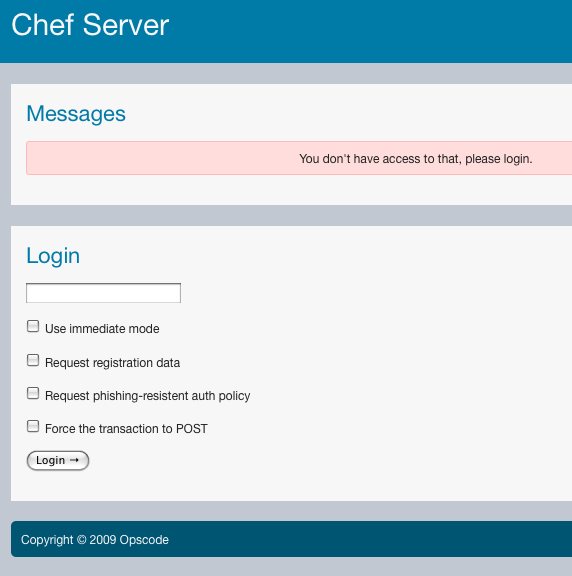 Chef Server
Messages
You don't have access to that, please login.
Login
Use immediate mode
Request registration data
Request phishing-resistent auth policy
Force the transaction to POST
Login →
Copyright © 2009 Opscode